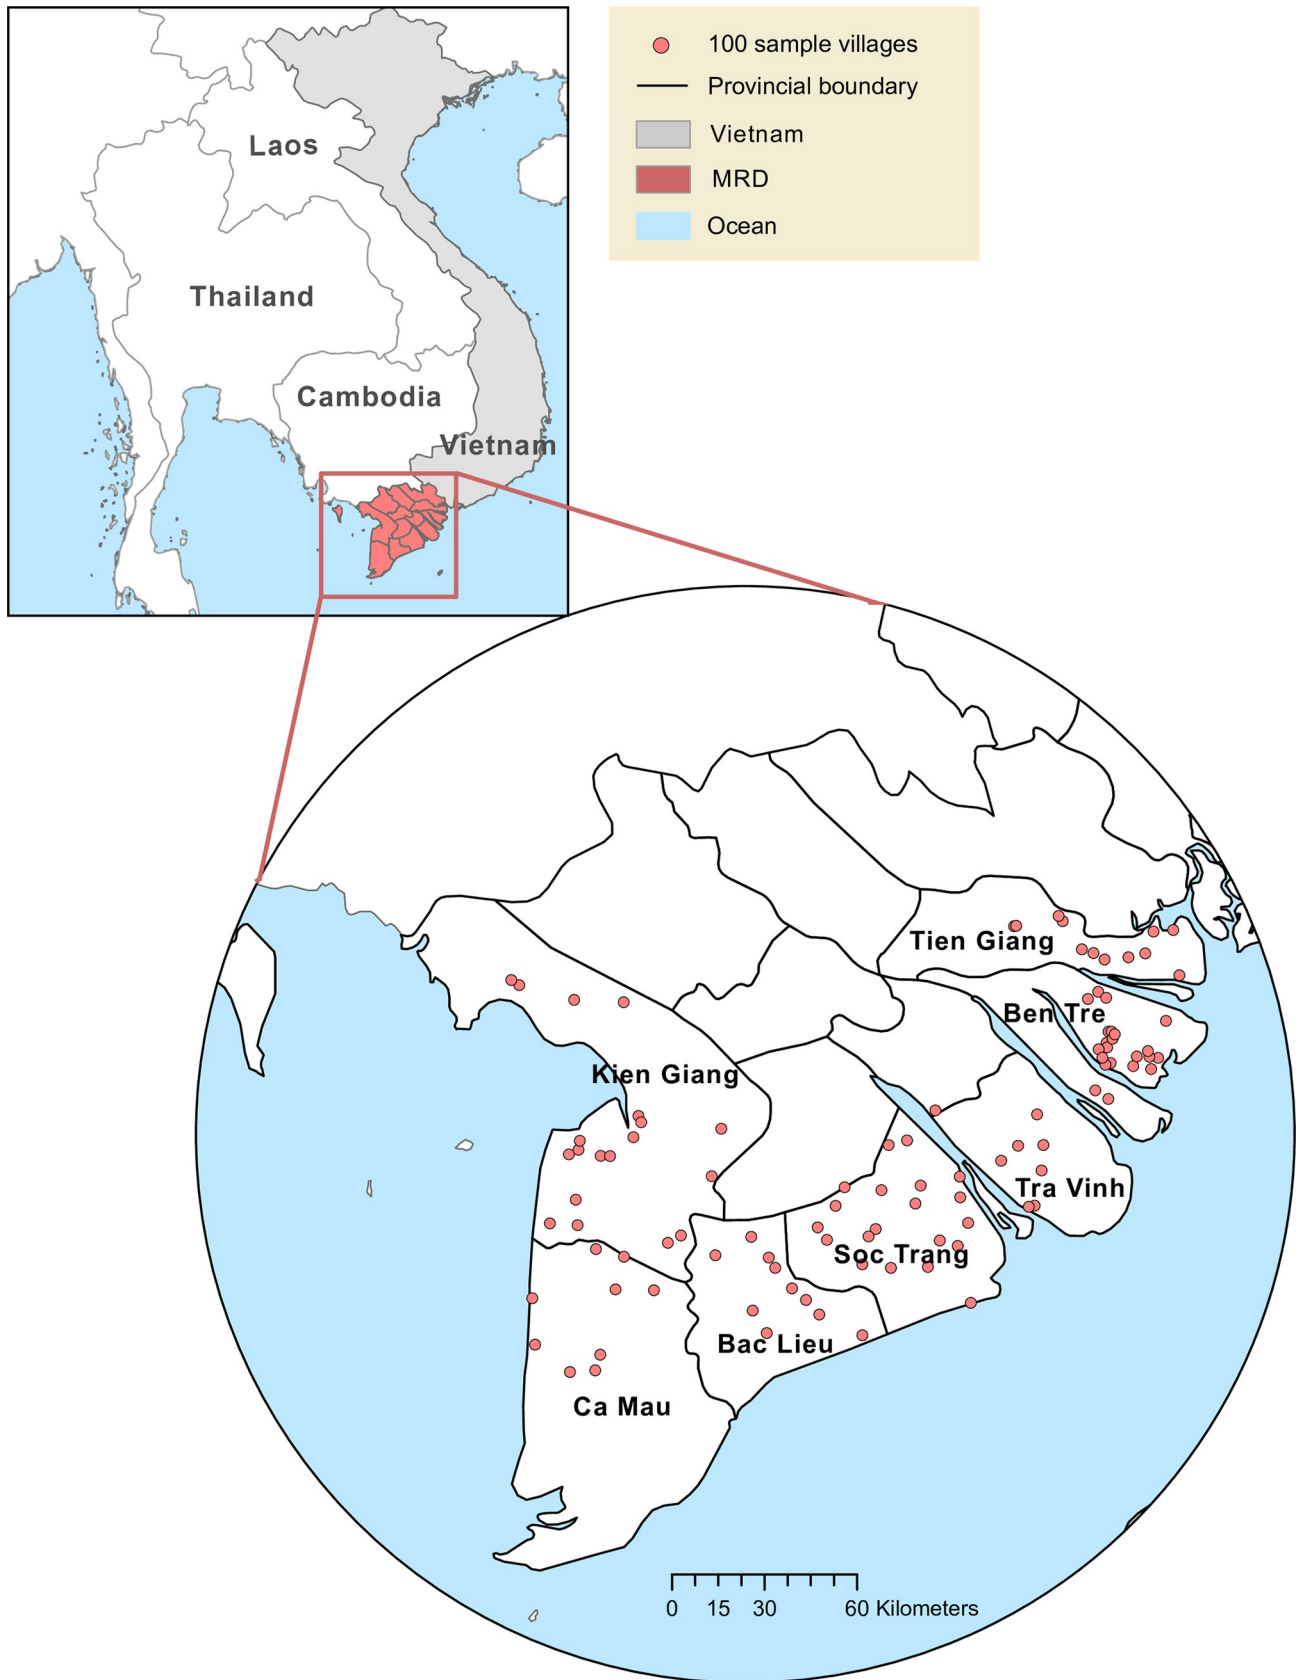 100 sample villages
Provincial boundary
Vietnam
MRD
Ocean
Laos
Thailand
Cambodia
Vietnam
Tien Giang
Ben Tre
Kien Giang
Tra Vinh
Soc Trang
Bac Lieu
Ca Mau
0 15 30 60 Kilometers